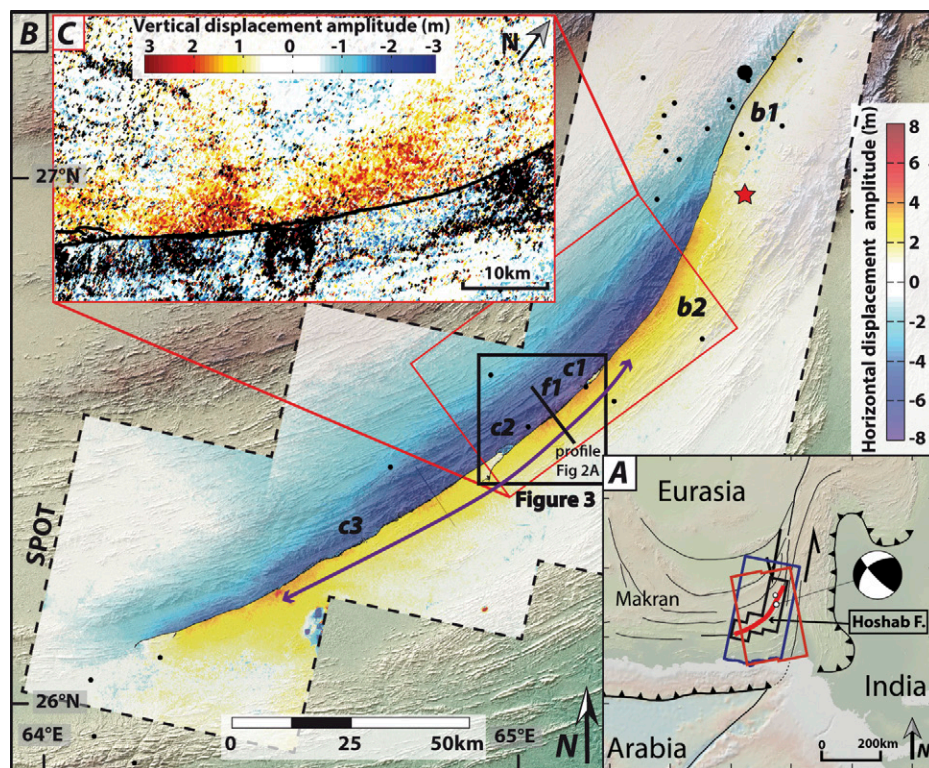 B
C
Vertical displacement amplitude (m)
3 2 1 0 -1 -2 -3
N
10km
27°N
b1
b2
c1
f1
c2
c3
profile
Fig 2A
Figure 3
SPOT
26°N
64°E
65°E
0 25 50km
N
Horizontal displacement amplitude (m)
8
6
4
2
0
-2
-4
-6
-8
A
Eurasia
Makran
Hoshab F.
India
Arabia
0 200km
N